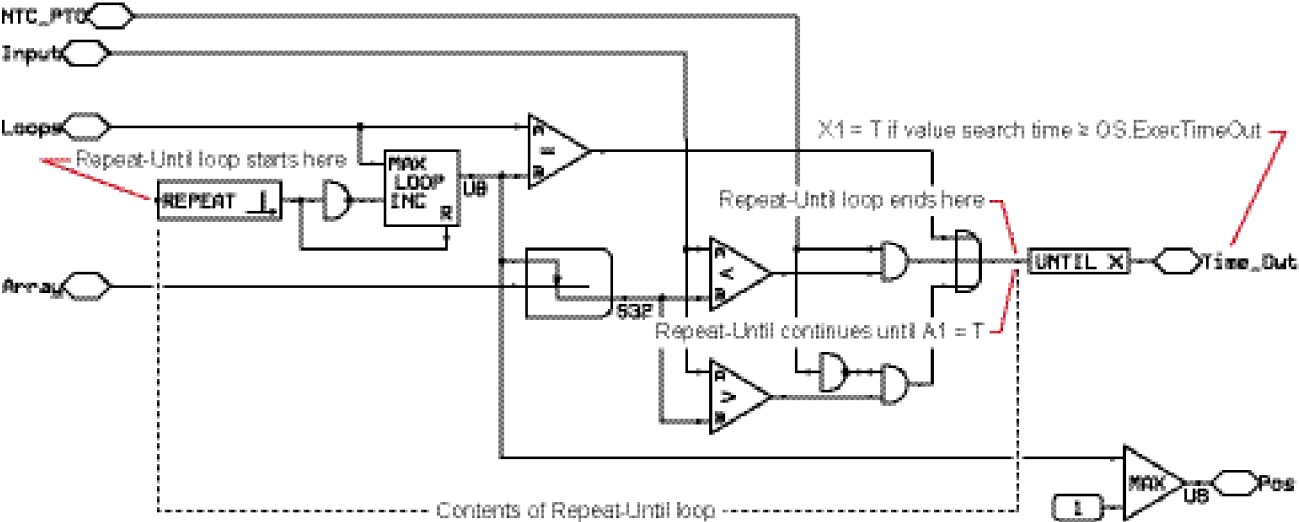 NTC_PTC
Input
Loops
X1 = T if value search time ≥ OS.ExecTimeOut
Repeat-Until loop starts here
A
=
B
MAX
LOOP
INC
R
U8
REPEAT
Repeat-Until loop ends here
A
<
B
UNTIL X
Time_Out
Array
S32
Repeat-Until continues until A1 = T
A
>
B
MAX
U8
Pos
1
Contents of Repeat-Until loop